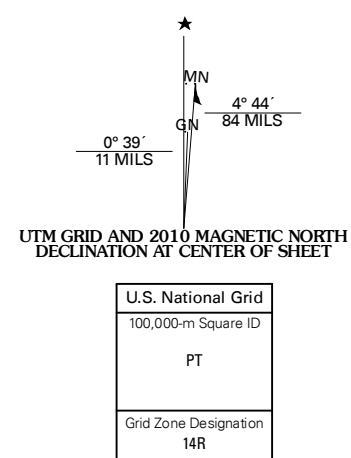 MN
4° 44´
84 MILS
GN
0° 39´
11 MILS
UTM GRID AND 2010 MAGNETIC NORTH
DECLINATION AT CENTER OF SHEET
U.S. National Grid
100,000-m Square ID
PT
Grid Zone Designation
14R